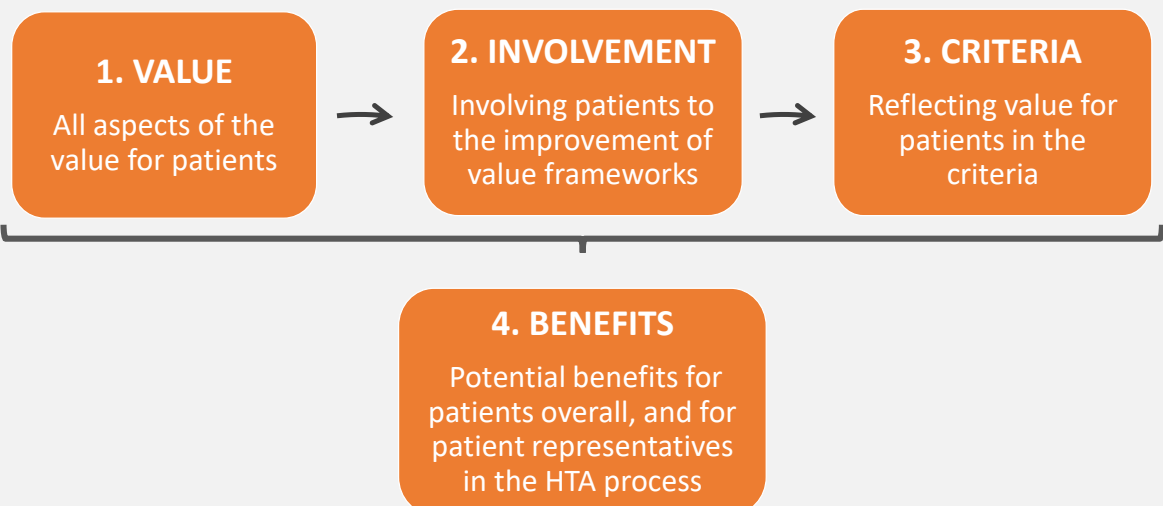 1. VALUE
All aspects of the
value for patients
2. INVOLVEMENT
Involving patients to
the improvement of
value frameworks
3. CRITERIA
Reflecting value for
patients in the
criteria
4. BENEFITS
Potential benefits for
patients overall, and for
patient representatives
in the HTA process